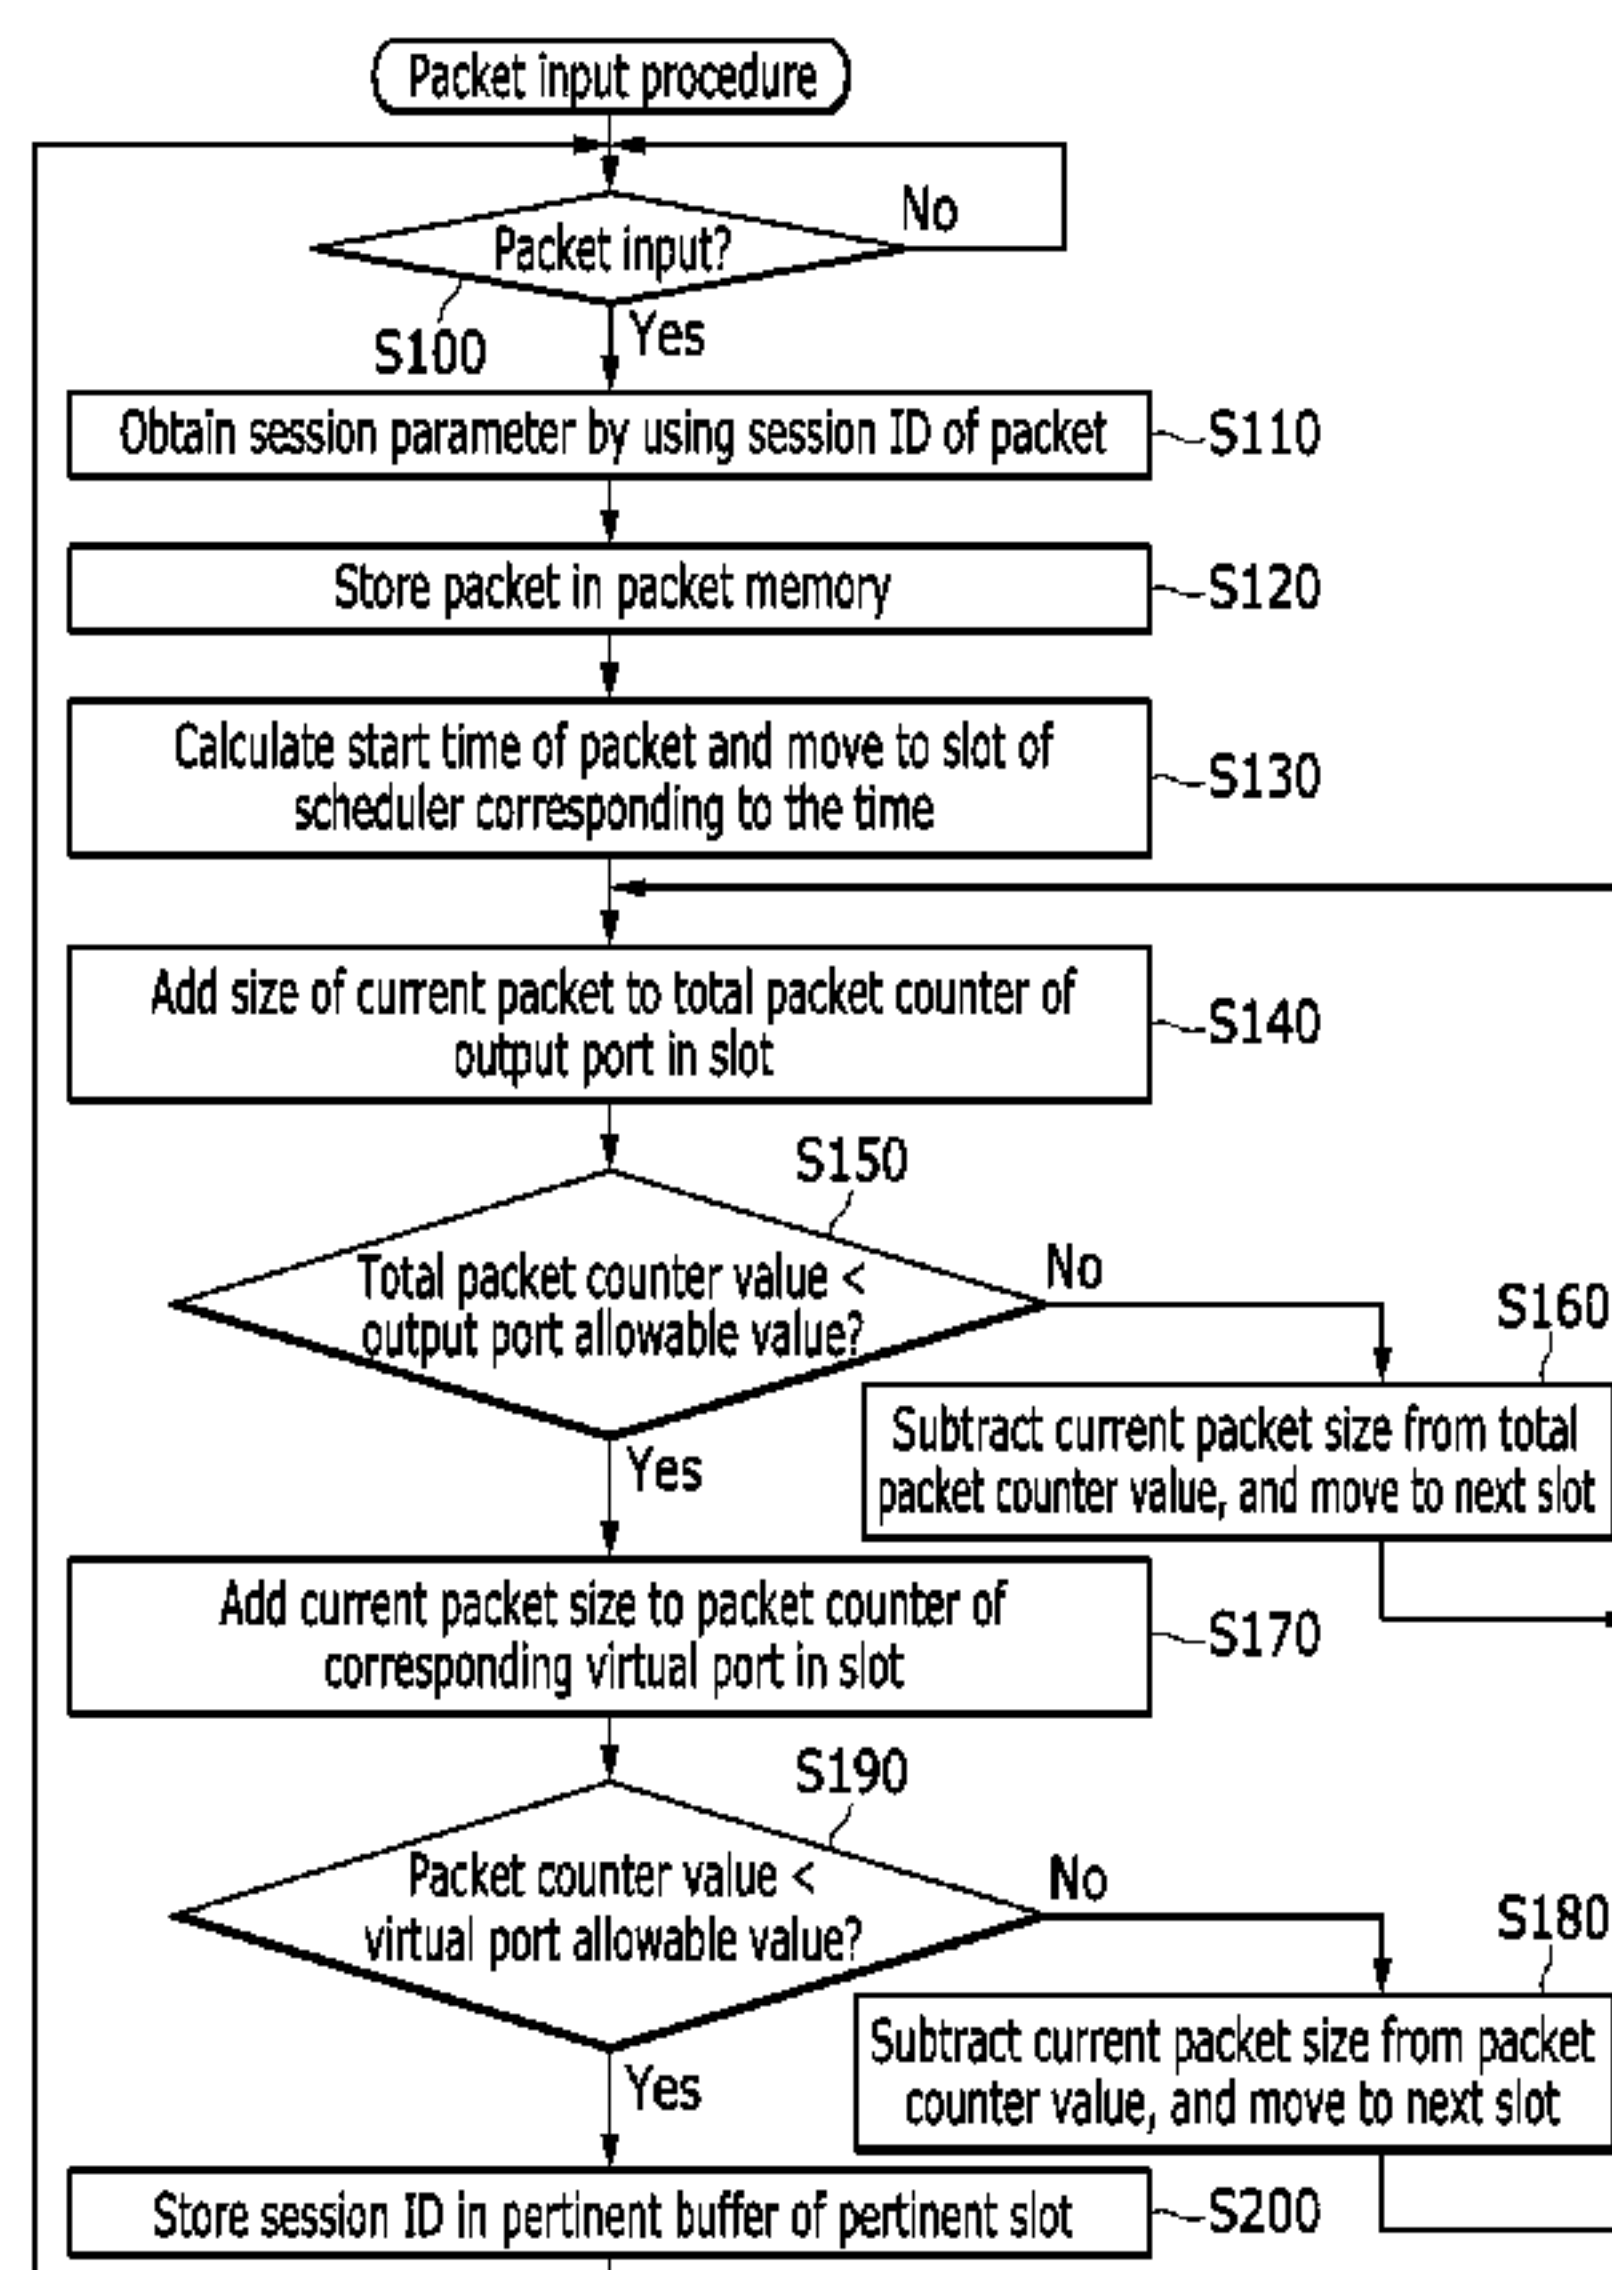 Packet input procedure
No
Packet input?
S100
Yes
Obtain session parameter by using session ID of packet
S110
Store packet in packet memory
S120
Calculate start time of packet and move to slot of
scheduler corresponding to the time
S130
Add size of current packet to total packet counter of
output port in slot
S140
S150
Total packet counter value <
output port allowable value?
No
S160
Subtract current packet size from total
packet counter value, and move to next slot
Yes
Add current packet size to packet counter of
corresponding virtual port in slot
S170
S190
Packet counter value <
virtual port allowable value?
No
S180
Subtract current packet size from packet
counter value, and move to next slot
Yes
Store session ID in pertinent buffer of pertinent slot
S200